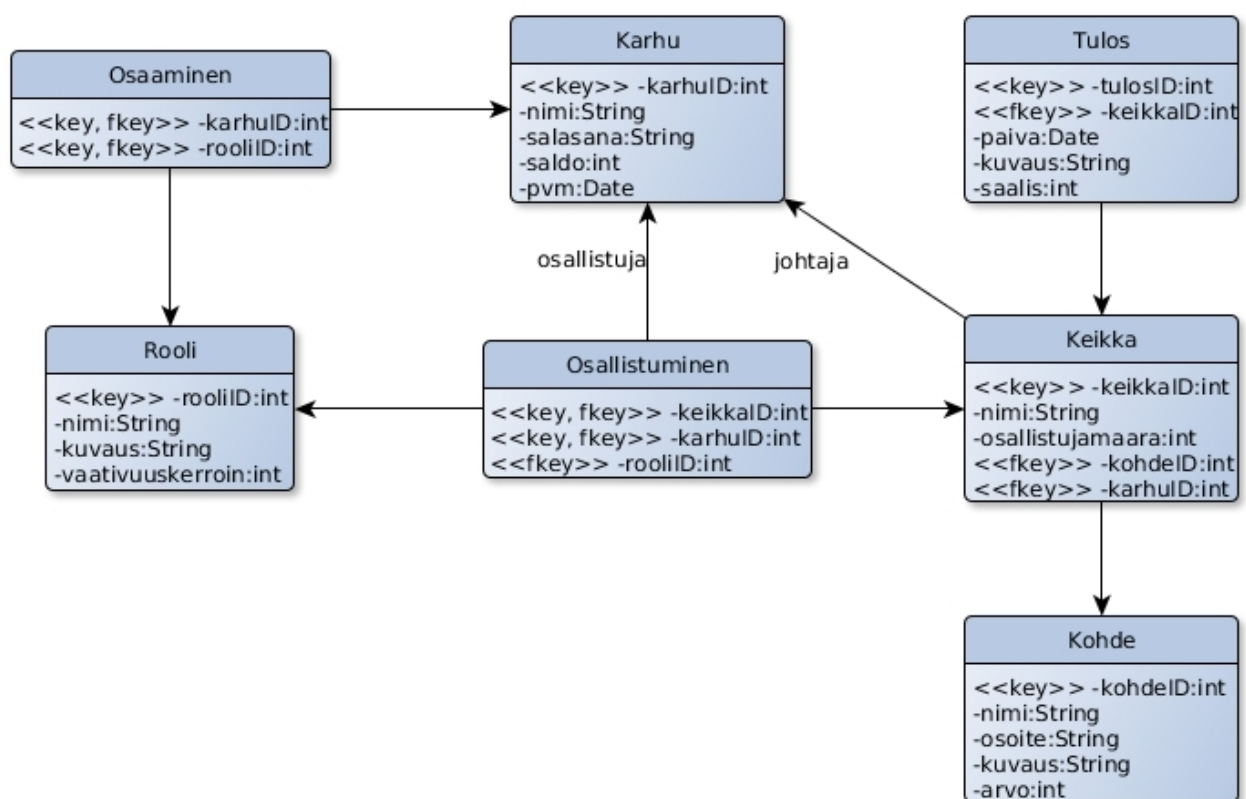 Osaaminen
<<key, fkey>> -karhuID:int
<<key, fkey>> -rooliID:int
Karhu
<<key>> -karhuID:int
-nimi:String
-salasana:String
-saldo:int
-pvm:Date
Tulos
<<key>> -tulosID:int
<<fkey>> -keikkaID:int
-paiva:Date
-kuvaus:String
-saalis:int
osallistuja
johtaja
Rooli
<<key>> -rooliID:int
-nimi:String
-kuvaus:String
-vaativuuskerroin:int
Osallistuminen
<<key, fkey>> -keikkaID:int
<<key, fkey>> -karhuID:int
<<fkey>> -rooliID:int
Keikka
<<key>> -keikkaID:int
-nimi:String
-osallistujamaara:int
<<fkey>> -kohdeID:int
<<fkey>> -karhuID:int
Kohde
<<key>> -kohdeID:int
-nimi:String
-osoite:String
-kuvaus:String
-arvo:int